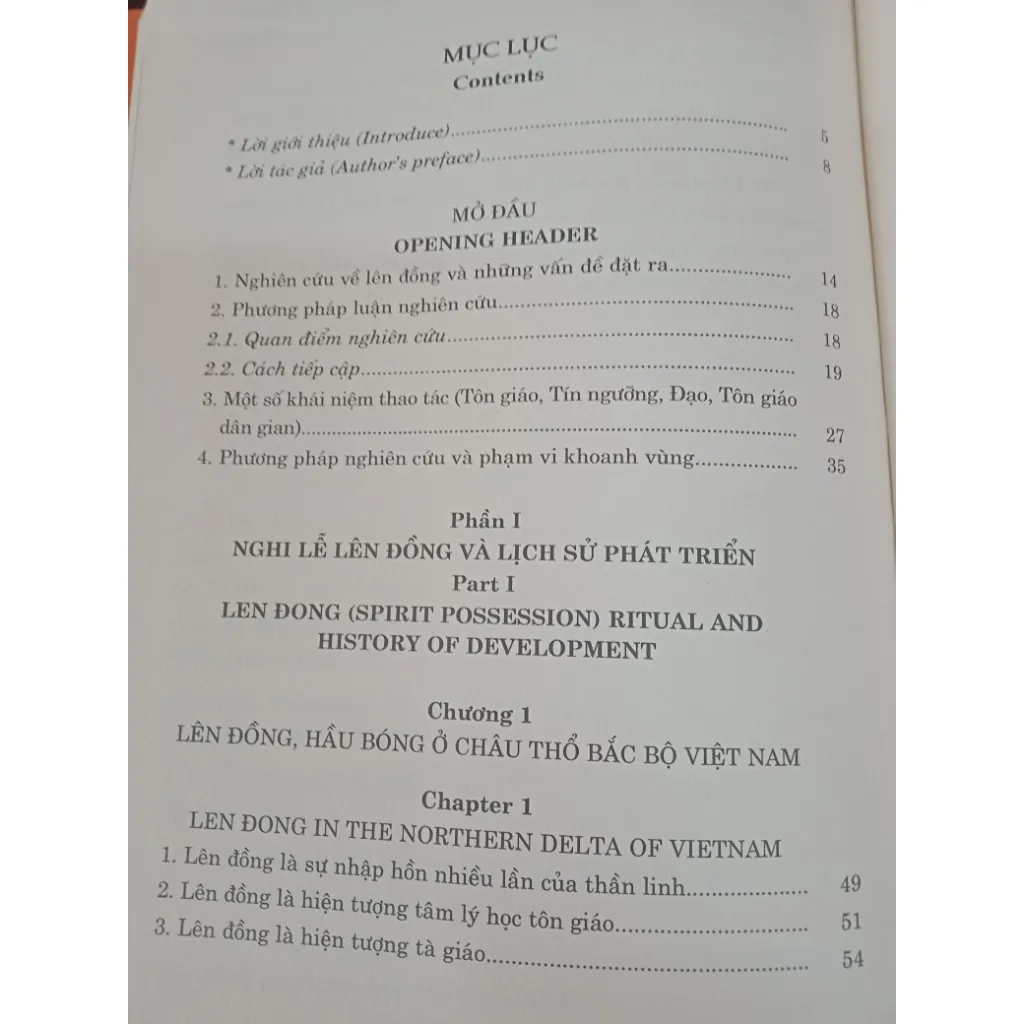 MỤC LỤC
Contents
* Lời giới thiệu (Introduce)........ 5
* Lời tác giả (Author's preface)........ 8
MỞ ĐẦU
OPENING HEADER
1. Nghiên cứu về lên đồng và những vấn đề đặt ra........ 14
2. Phương pháp luận nghiên cứu........ 18
2.1. Quan điểm nghiên cứu........ 18
2.2. Cách tiếp cập........ 19
3. Một số khái niệm thao tác (Tôn giáo, Tín ngưỡng, Đạo, Tôn giáo
dân gian)........ 27
4. Phương pháp nghiên cứu và phạm vi khoanh vùng........ 35
Phần I
NGHI LỄ LÊN ĐỒNG VÀ LỊCH SỬ PHÁT TRIỂN
Part I
LEN ĐONG (SPIRIT POSSESSION) RITUAL AND
HISTORY OF DEVELOPMENT
Chương 1
LÊN ĐỒNG, HẦU BÓNG Ở CHÂU THỔ BẮC BỘ VIỆT NAM
Chapter 1
LEN ĐONG IN THE NORTHERN DELTA OF VIETNAM
1. Lên đồng là sự nhập hồn nhiều lần của thần linh........ 49
2. Lên đồng là hiện tượng tâm lý học tôn giáo........ 51
3. Lên đồng là hiện tượng tà giáo........ 54